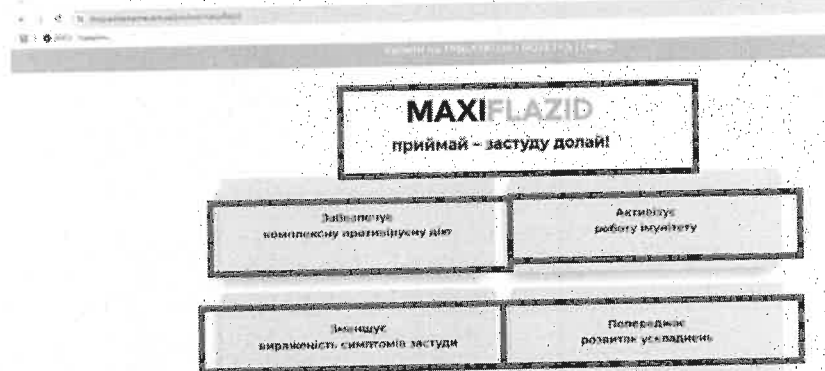 MAXIFLAZID
приймай – застуду долай!
Забезпечує
комплексну противірусну дію
Активізує
роботу імунітету
Зменшує
вираженість симптомів застуди
Попереджає
розвиток ускладнень